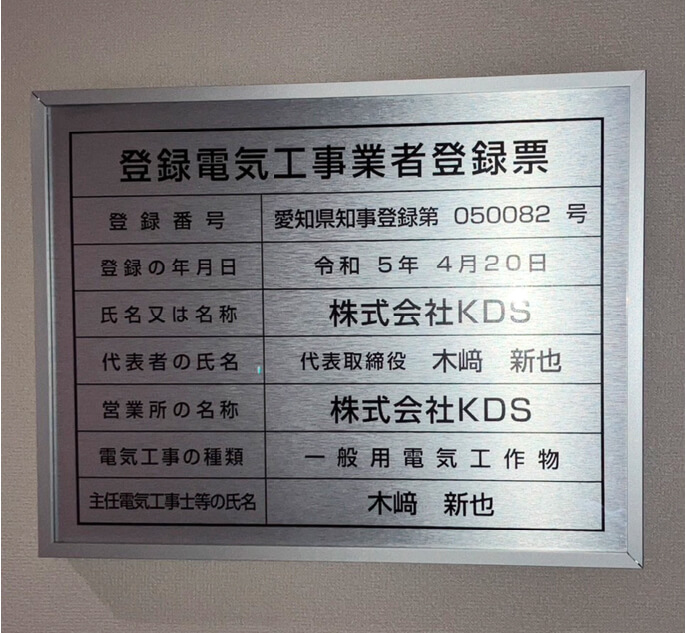 登録電気工事業者登録票
登録番号 愛知県知事登録第 050082 号
登録の年月日 令和 5年 4月20日
氏名又は名称 株式会社KDS
代表者の氏名 代表取締役 木﨑 新也
営業所の名称 株式会社KDS
電気工事の種類 一般用電気工作物
主任電気工事士等の氏名 木﨑 新也